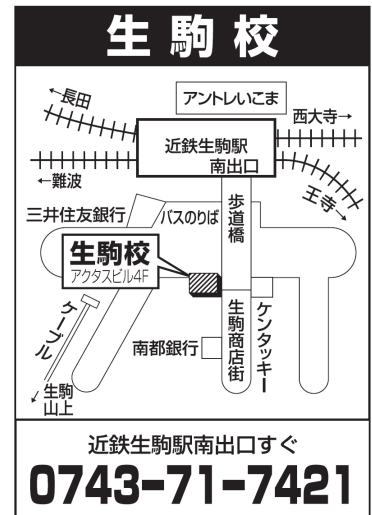 生駒校
←長田
アントレいこま
西大寺→
近鉄生駒駅
南出口
←難波
王寺→
三井住友銀行
バスのりば
歩道橋
生駒校
アクタスビル4F
ケーブル
南都銀行
生駒商店街
ケンタッキー
←生駒
山上
近鉄生駒駅南出口すぐ
0743-71-7421